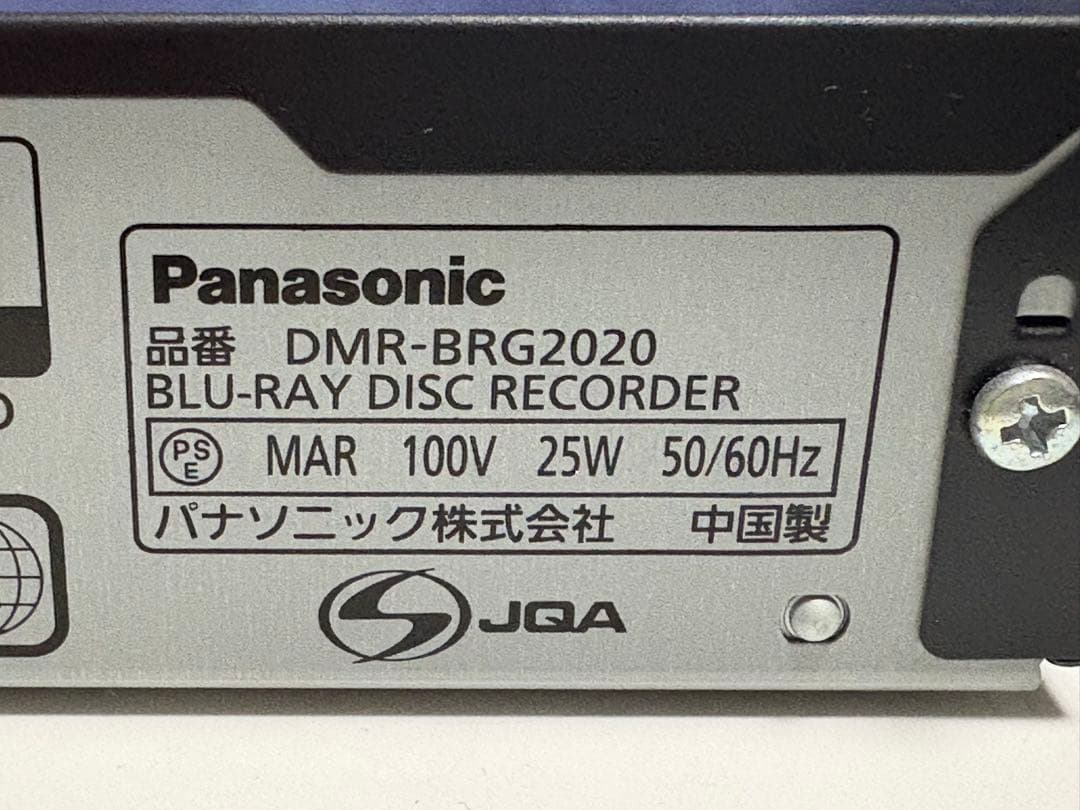 Panasonic
品番 DMR-BRG2020
BLU-RAY DISC RECORDER
PSE MAR 100V 25W 50/60Hz
パナソニック株式会社 中国製
JQA